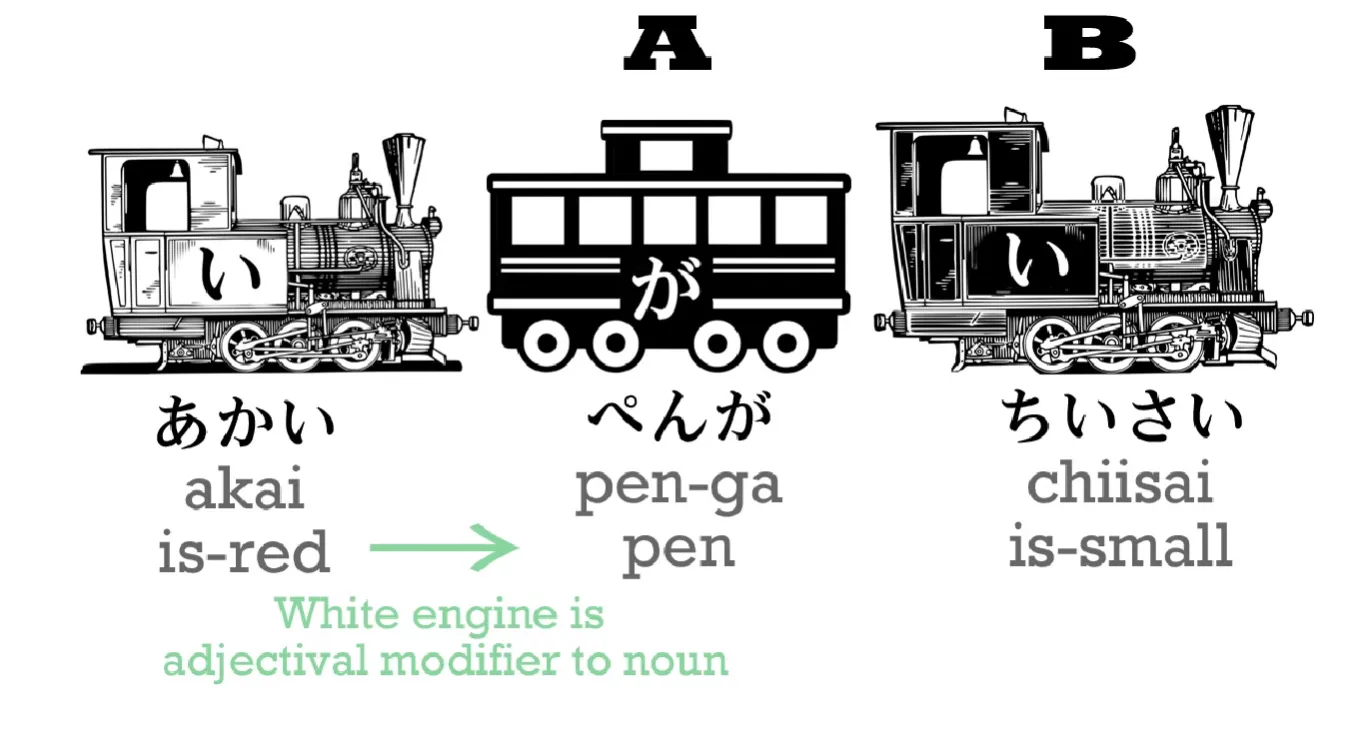 A B
い が い
あかい ぺんが ちいさい
akai pen-ga chiisai
is-red pen is-small
White engine is
adjectival modifier to noun